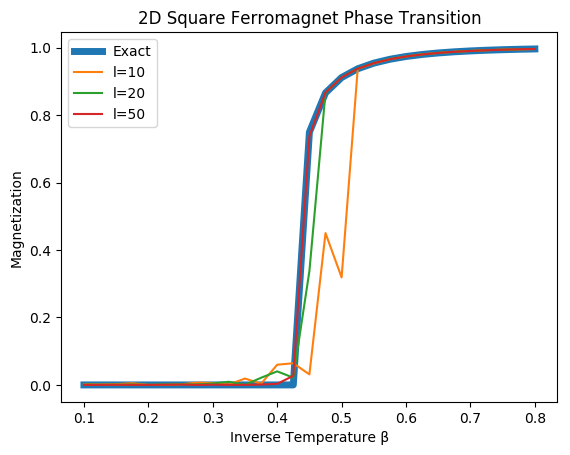 2D Square Ferromagnet Phase Transition
Exact
l=10
l=20
l=50
Magnetization
1.0
0.8
0.6
0.4
0.2
0.0
0.1 0.2 0.3 0.4 0.5 0.6 0.7 0.8
Inverse Temperature β